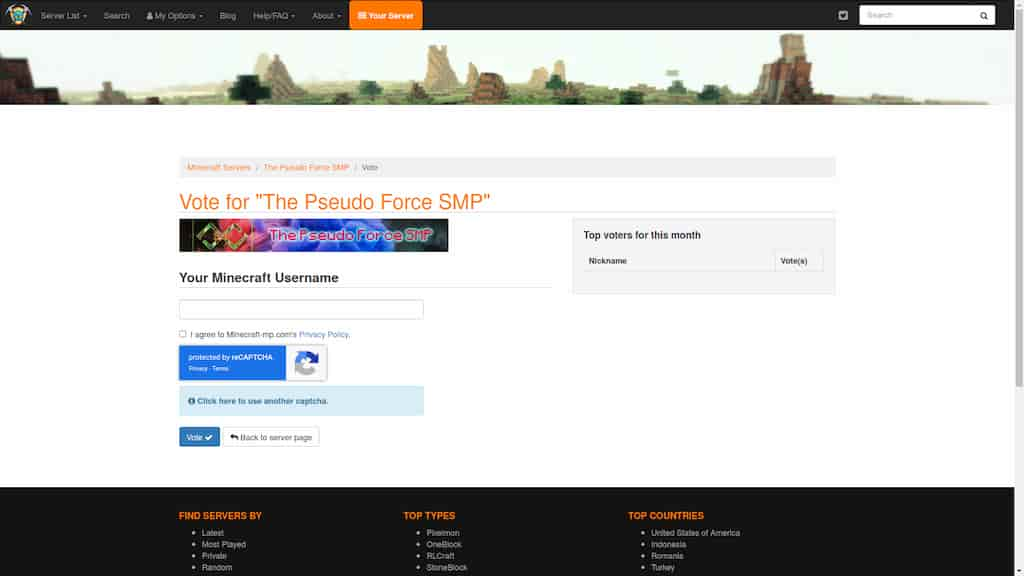 Server List Search My Options Blog Help/FAQ About Your Server Search
Minecraft Servers / The Pseudo Force SMP / Vote
Vote for "The Pseudo Force SMP"
The Pseudo Force SMP
Top voters for this month
Nickname Vote(s)
Your Minecraft Username
I agree to Minecraft-mp.com's Privacy Policy.
protected by reCAPTCHA
Privacy - Terms
Click here to use another captcha.
Vote Back to server page
FIND SERVERS BY TOP TYPES TOP COUNTRIES
Latest Pixelmon United States of America
Most Played OneBlock Indonesia
Private RLCraft Romania
Random StoneBlock Turkey